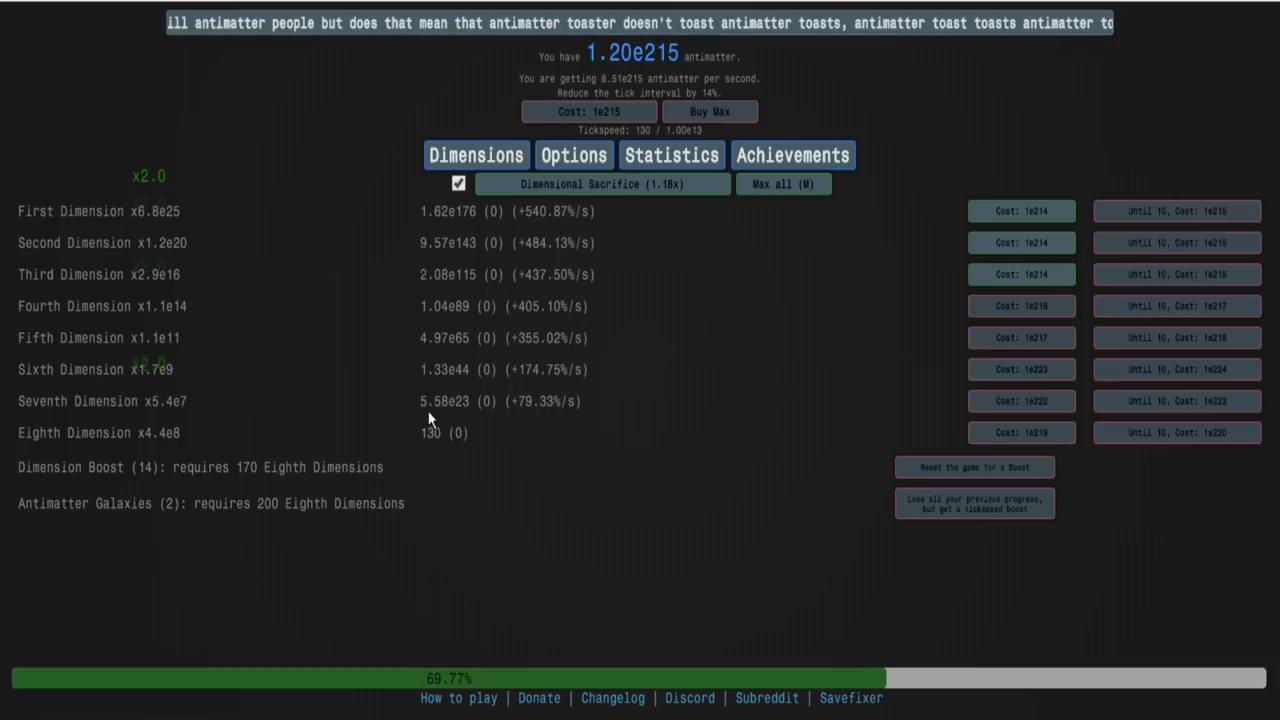 ill antimatter people but does that mean that antimatter toaster doesn't toast antimatter toasts, antimatter toast toasts antimatter to
You have 1.20e215 antimatter.
You are getting 8.51e215 antimatter per second.
Reduce the tick interval by 14%.
Cost: 1e215 Buy Max
Tickspeed: 130 / 1.00e13
Dimensions Options Statistics Achievements
x2.0
Dimensional Sacrifice (1.18x) Max all (M)
First Dimension x6.8e25 1.62e176 (0) (+540.87%/s) Cost: 1e214 Until 10, Cost: 1e215
Second Dimension x1.2e20 9.57e143 (0) (+484.13%/s) Cost: 1e214 Until 10, Cost: 1e215
Third Dimension x2.9e16 2.08e115 (0) (+437.50%/s) Cost: 1e214 Until 10, Cost: 1e215
Fourth Dimension x1.1e14 1.04e89 (0) (+405.10%/s) Cost: 1e216 Until 10, Cost: 1e217
Fifth Dimension x1.1e11 4.97e65 (0) (+355.02%/s) Cost: 1e217 Until 10, Cost: 1e218
Sixth Dimension x1.7e9 1.33e44 (0) (+174.75%/s) Cost: 1e223 Until 10, Cost: 1e224
Seventh Dimension x5.4e7 5.58e23 (0) (+79.33%/s) Cost: 1e222 Until 10, Cost: 1e223
Eighth Dimension x4.4e8 130 (0) Cost: 1e219 Until 10, Cost: 1e220
Dimension Boost (14): requires 170 Eighth Dimensions Reset the game for a Boost
Antimatter Galaxies (2): requires 200 Eighth Dimensions Lose all your previous progress,
but get a tickspeed boost
69.77%
How to play | Donate | Changelog | Discord | Subreddit | Savefixer